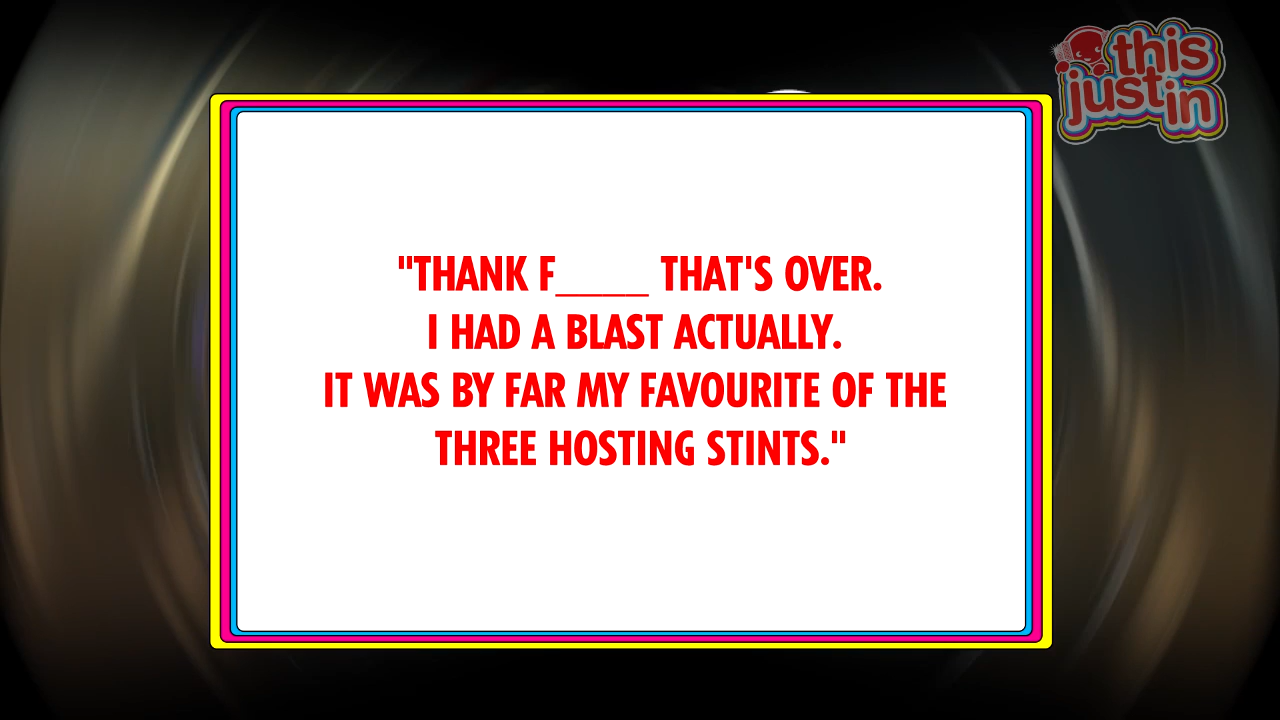 this
just in
"THANK F____ THAT'S OVER.
I HAD A BLAST ACTUALLY.
IT WAS BY FAR MY FAVOURITE OF THE
THREE HOSTING STINTS."